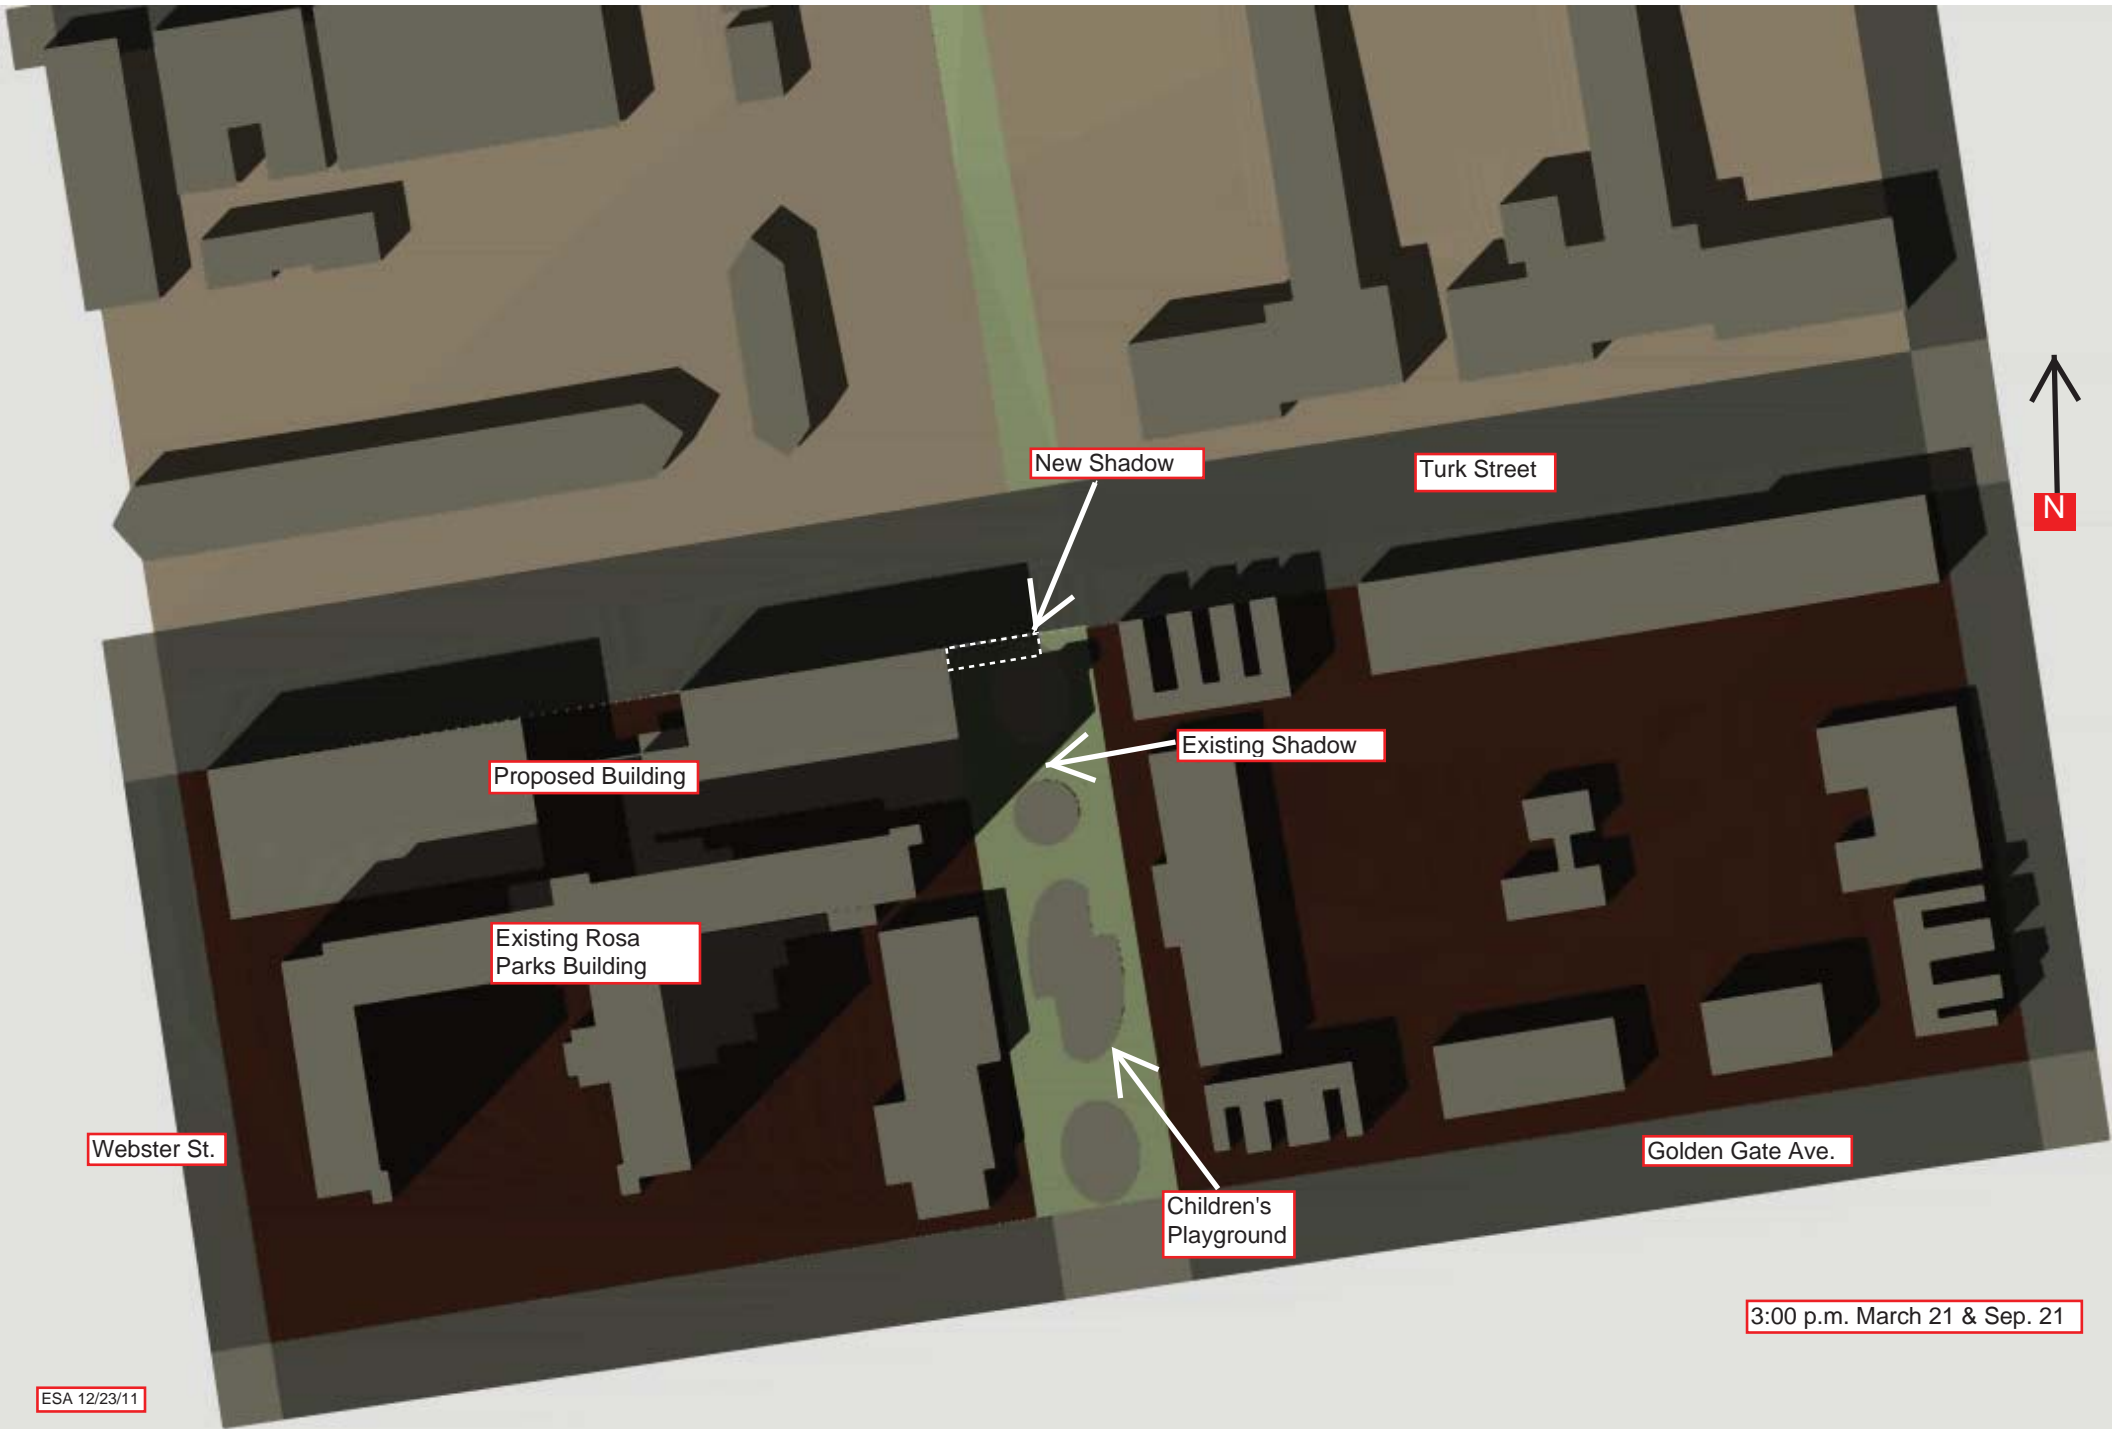 New Shadow
Turk Street
N
Existing Shadow
Proposed Building
Existing Rosa
Parks Building
Webster St.
Golden Gate Ave.
Children's
Playground
3:00 p.m. March 21 & Sep. 21
ESA 12/23/11